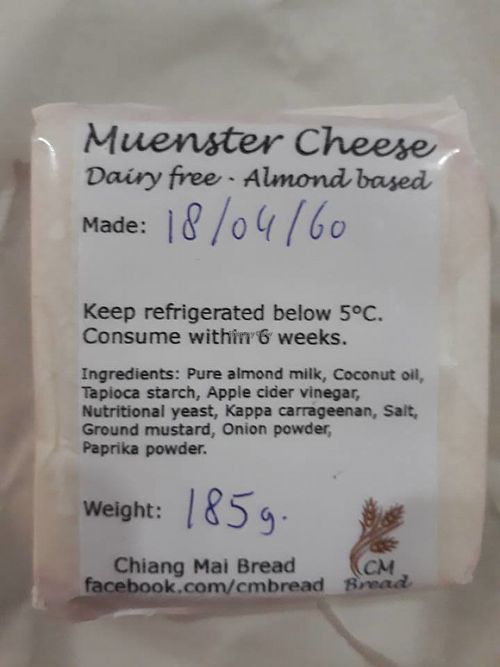 Muenster Cheese
Dairy free - Almond based
Made: 18/04/60
Keep refrigerated below 5°C.
Consume within 6 weeks.
Ingredients: Pure almond milk, Coconut oil,
Tapioca starch, Apple cider vinegar,
Nutritional yeast, Kappa carrageenan, Salt,
Ground mustard, Onion powder,
Paprika powder.
Weight: 185g.
Chiang Mai Bread
facebook.com/cmbread
CM
Bread